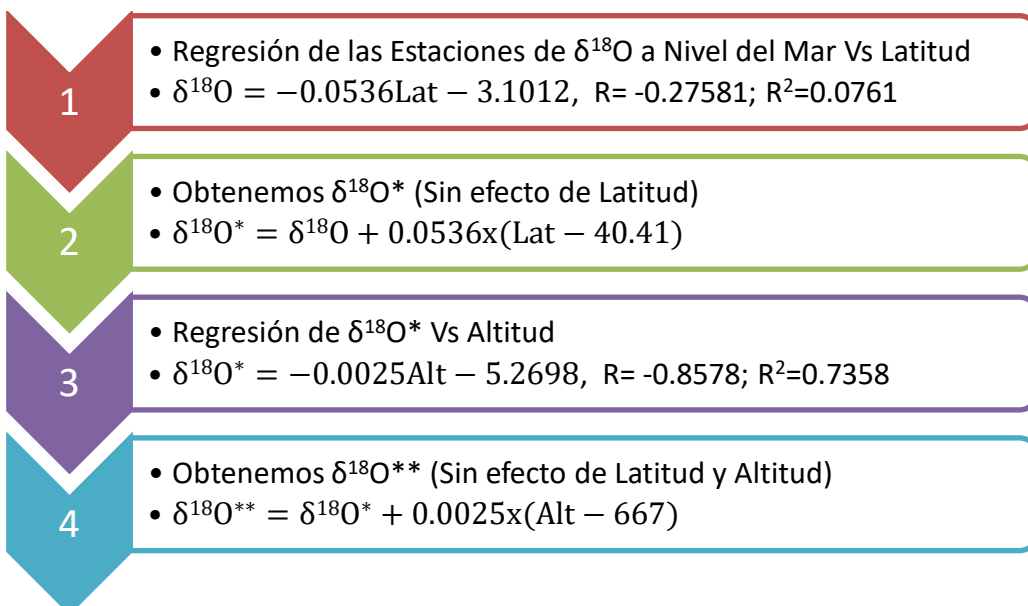 1
• Regresión de las Estaciones de δ¹⁸O a Nivel del Mar Vs Latitud
• δ¹⁸O = −0.0536Lat − 3.1012, R= -0.27581; R²=0.0761
2
• Obtenemos δ¹⁸O* (Sin efecto de Latitud)
• δ¹⁸O* = δ¹⁸O + 0.0536x(Lat − 40.41)
3
• Regresión de δ¹⁸O* Vs Altitud
• δ¹⁸O* = −0.0025Alt − 5.2698, R= -0.8578; R²=0.7358
4
• Obtenemos δ¹⁸O** (Sin efecto de Latitud y Altitud)
• δ¹⁸O** = δ¹⁸O* + 0.0025x(Alt − 667)